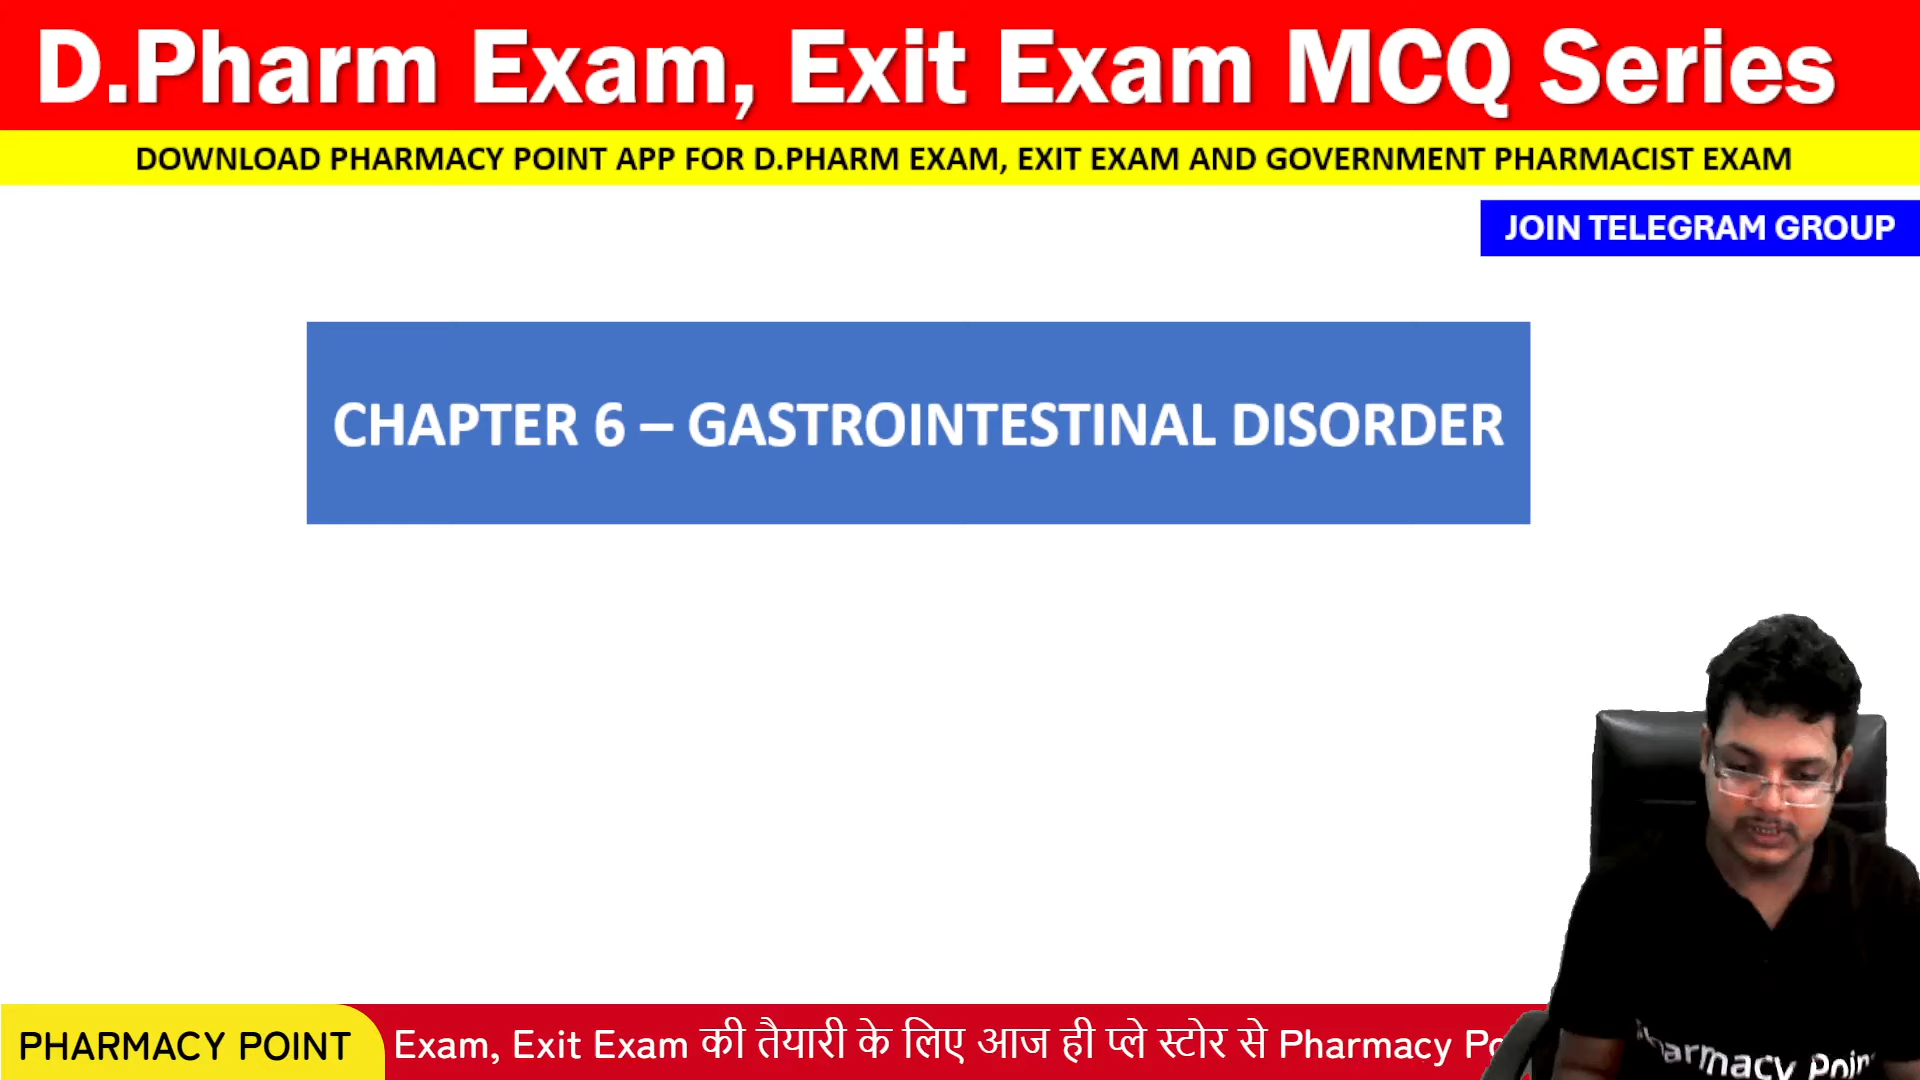 D.Pharm Exam, Exit Exam MCQ Series
DOWNLOAD PHARMACY POINT APP FOR D.PHARM EXAM, EXIT EXAM AND GOVERNMENT PHARMACIST EXAM
JOIN TELEGRAM GROUP
CHAPTER 6 – GASTROINTESTINAL DISORDER
PHARMACY POINT
Exam, Exit Exam की तैयारी के लिए आज ही प्ले स्टोर से Pharmacy